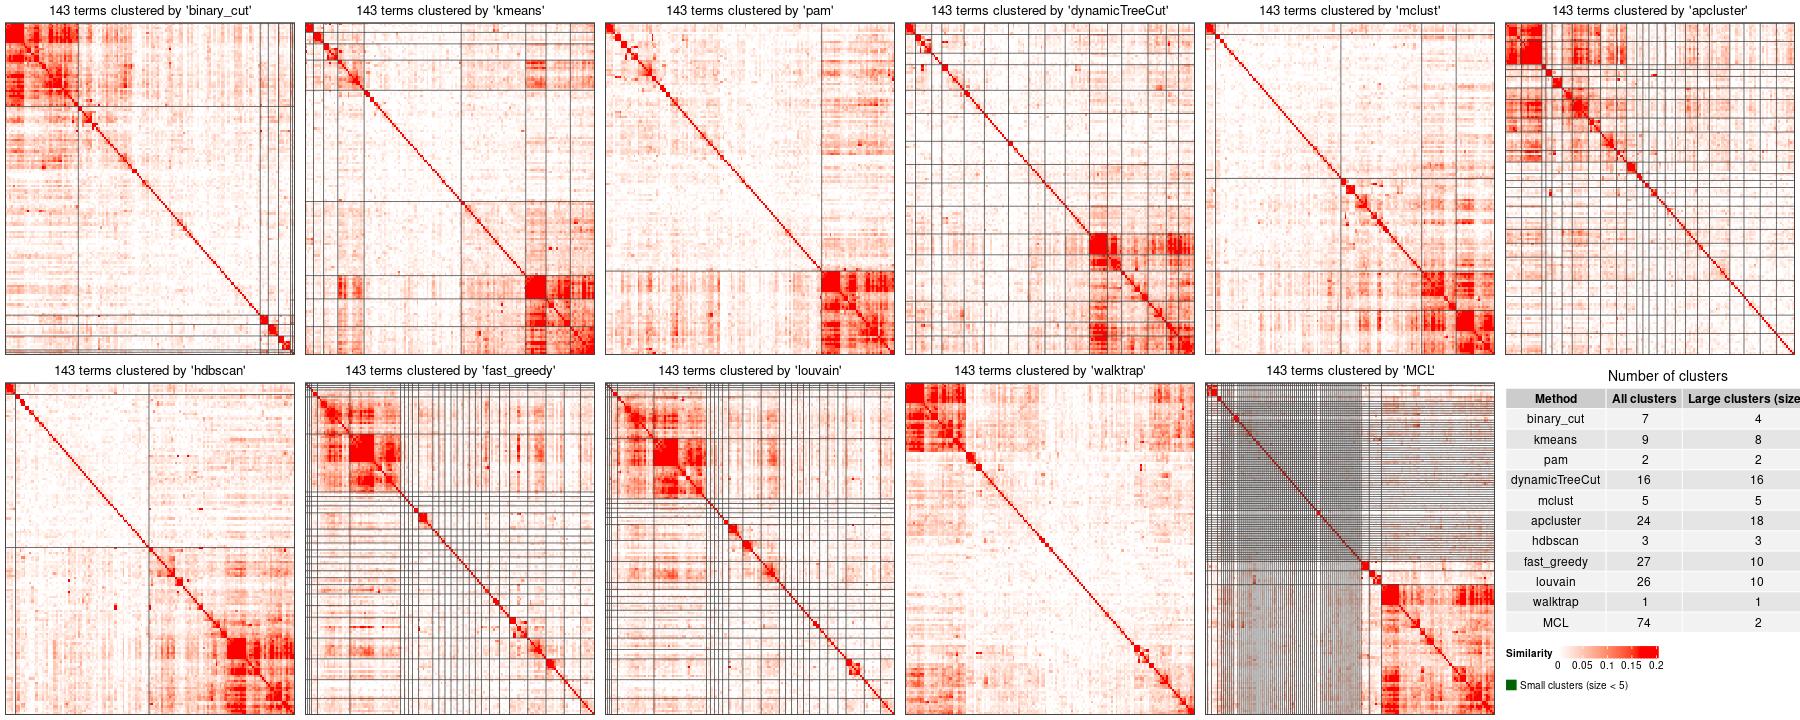 143 terms clustered by 'binary_cut'
143 terms clustered by 'kmeans'
143 terms clustered by 'pam'
143 terms clustered by 'dynamicTreeCut'
143 terms clustered by 'mclust'
143 terms clustered by 'apcluster'
143 terms clustered by 'hdbscan'
143 terms clustered by 'fast_greedy'
143 terms clustered by 'louvain'
143 terms clustered by 'walktrap'
143 terms clustered by 'MCL'
Number of clusters
Method All clusters Large clusters (size
binary_cut 7 4
kmeans 9 8
pam 2 2
dynamicTreeCut 16 16
mclust 5 5
apcluster 24 18
hdbscan 3 3
fast_greedy 27 10
louvain 26 10
walktrap 1 1
MCL 74 2
Similarity
0 0.05 0.1 0.15 0.2
Small clusters (size < 5)